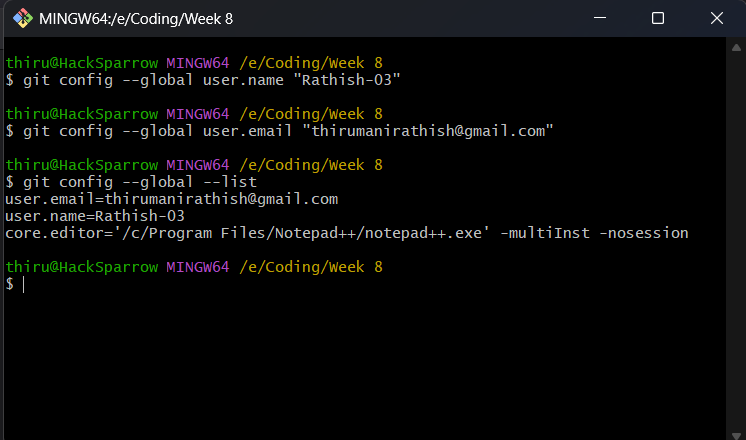 MINGW64:/e/Coding/Week 8
thiru@HackSparrow MINGW64 /e/Coding/Week 8
$ git config --global user.name "Rathish-03"
thiru@HackSparrow MINGW64 /e/Coding/Week 8
$ git config --global user.email "thirumanirathish@gmail.com"
thiru@HackSparrow MINGW64 /e/Coding/Week 8
$ git config --global --list
user.email=thirumanirathish@gmail.com
user.name=Rathish-03
core.editor='/c/Program Files/Notepad++/notepad++.exe' -multiInst -nosession
thiru@HackSparrow MINGW64 /e/Coding/Week 8
$